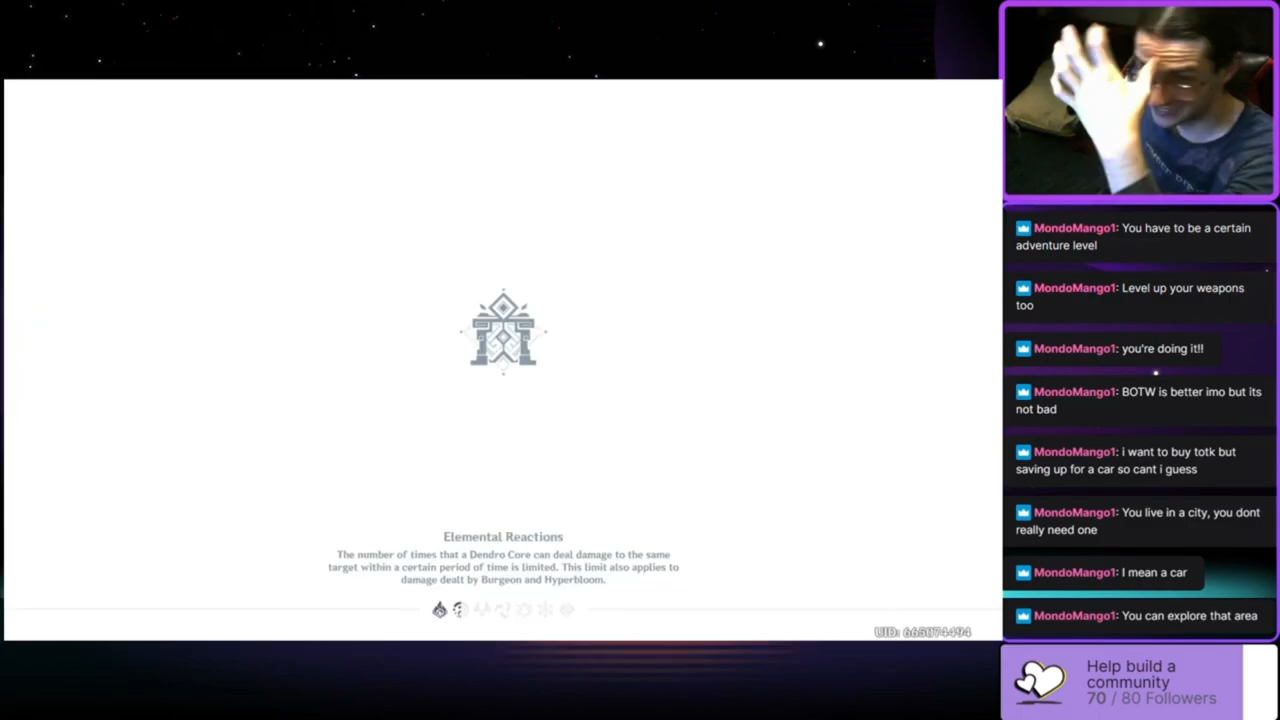 MondoMango1: You have to be a certain
adventure level
MondoMango1: Level up your weapons
too
MondoMango1: you're doing it!!
MondoMango1: BOTW is better imo but its
not bad
MondoMango1: i want to buy totk but
saving up for a car so cant i guess
MondoMango1: You live in a city, you dont
really need one
MondoMango1: I mean a car
MondoMango1: You can explore that area
Elemental Reactions
The number of times that a Dendro Core can deal damage to the same
target within a certain period of time is limited. This limit also applies to
damage dealt by Burgeon and Hyperbloom.
UID: 665074494
Help build a
community
70 / 80 Followers